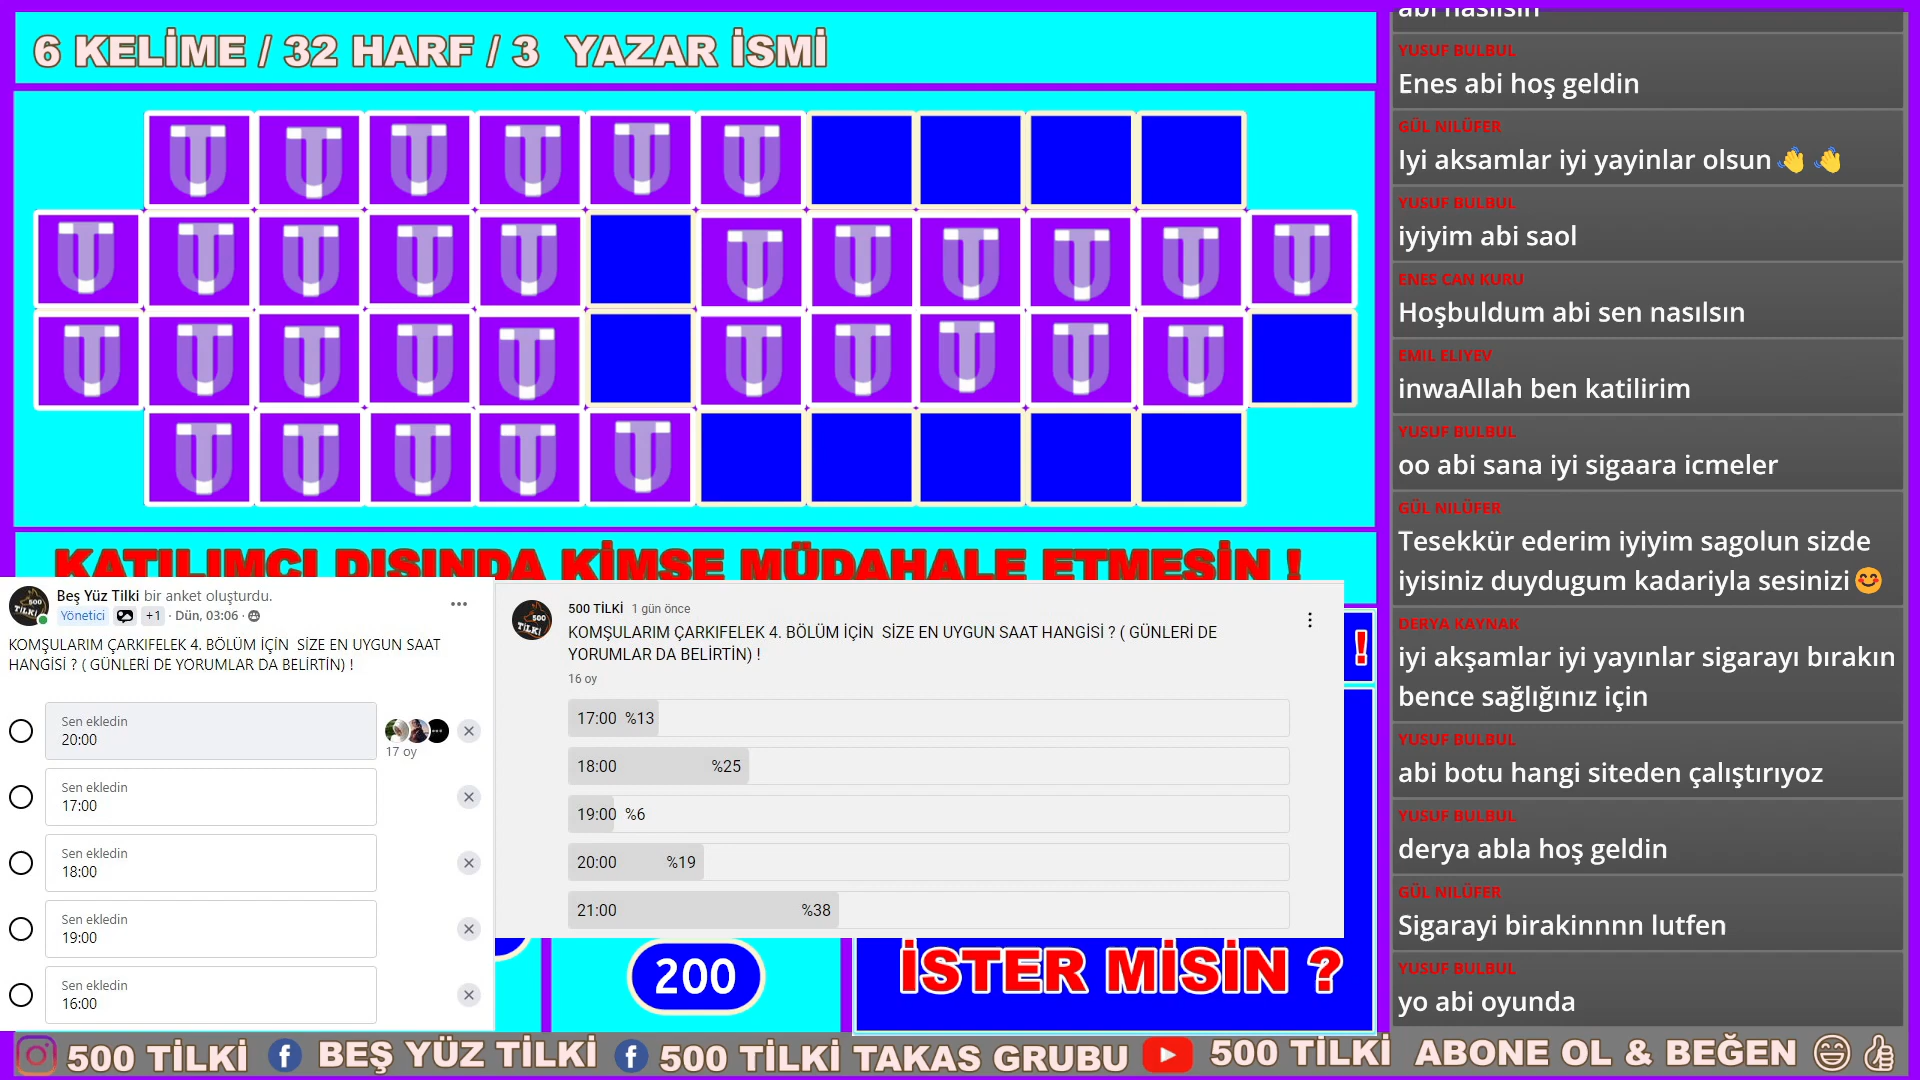 6 KELİME / 32 HARF / 3 YAZAR İSMİ
KATILIMCI DIŞINDA KİMSE MÜDAHALE ETMESİN !
Beş Yüz Tilki bir anket oluşturdu.
Yönetici +1 · Dün, 03:06 ·
KOMŞULARIM ÇARKIFELEK 4. BÖLÜM İÇİN SİZE EN UYGUN SAAT
HANGİSİ ? ( GÜNLERİ DE YORUMLAR DA BELİRTİN) !
Sen ekledin
20:00
17 oy
Sen ekledin
17:00
Sen ekledin
18:00
Sen ekledin
19:00
Sen ekledin
16:00
500 TİLKİ 1 gün önce
KOMŞULARIM ÇARKIFELEK 4. BÖLÜM İÇİN SİZE EN UYGUN SAAT HANGİSİ ? ( GÜNLERİ DE
YORUMLAR DA BELİRTİN) !
16 oy
17:00 %13
18:00 %25
19:00 %6
20:00 %19
21:00 %38
!
200
İSTER MİSİN ?
abi nasılsın
YUSUF BULBUL
Enes abi hoş geldin
GÜL NILÜFER
Iyi aksamlar iyi yayinlar olsun👋👋
YUSUF BULBUL
iyiyim abi saol
ENES CAN KURU
Hoşbuldum abi sen nasılsın
EMIL ELIYEV
inwaAllah ben katilirim
YUSUF BULBUL
oo abi sana iyi sigaara icmeler
GÜL NILÜFER
Tesekkür ederim iyiyim sagolun sizde
iyisiniz duydugum kadariyla sesinizi😊
DERYA KAYNAK
iyi akşamlar iyi yayınlar sigarayı bırakın
bence sağlığınız için
YUSUF BULBUL
abi botu hangi siteden çalıştırıyoz
YUSUF BULBUL
derya abla hoş geldin
GÜL NILÜFER
Sigarayi birakinnnn lutfen
YUSUF BULBUL
yo abi oyunda
500 TİLKİ BEŞ YÜZ TİLKİ 500 TİLKİ TAKAS GRUBU 500 TİLKİ ABONE OL & BEĞEN